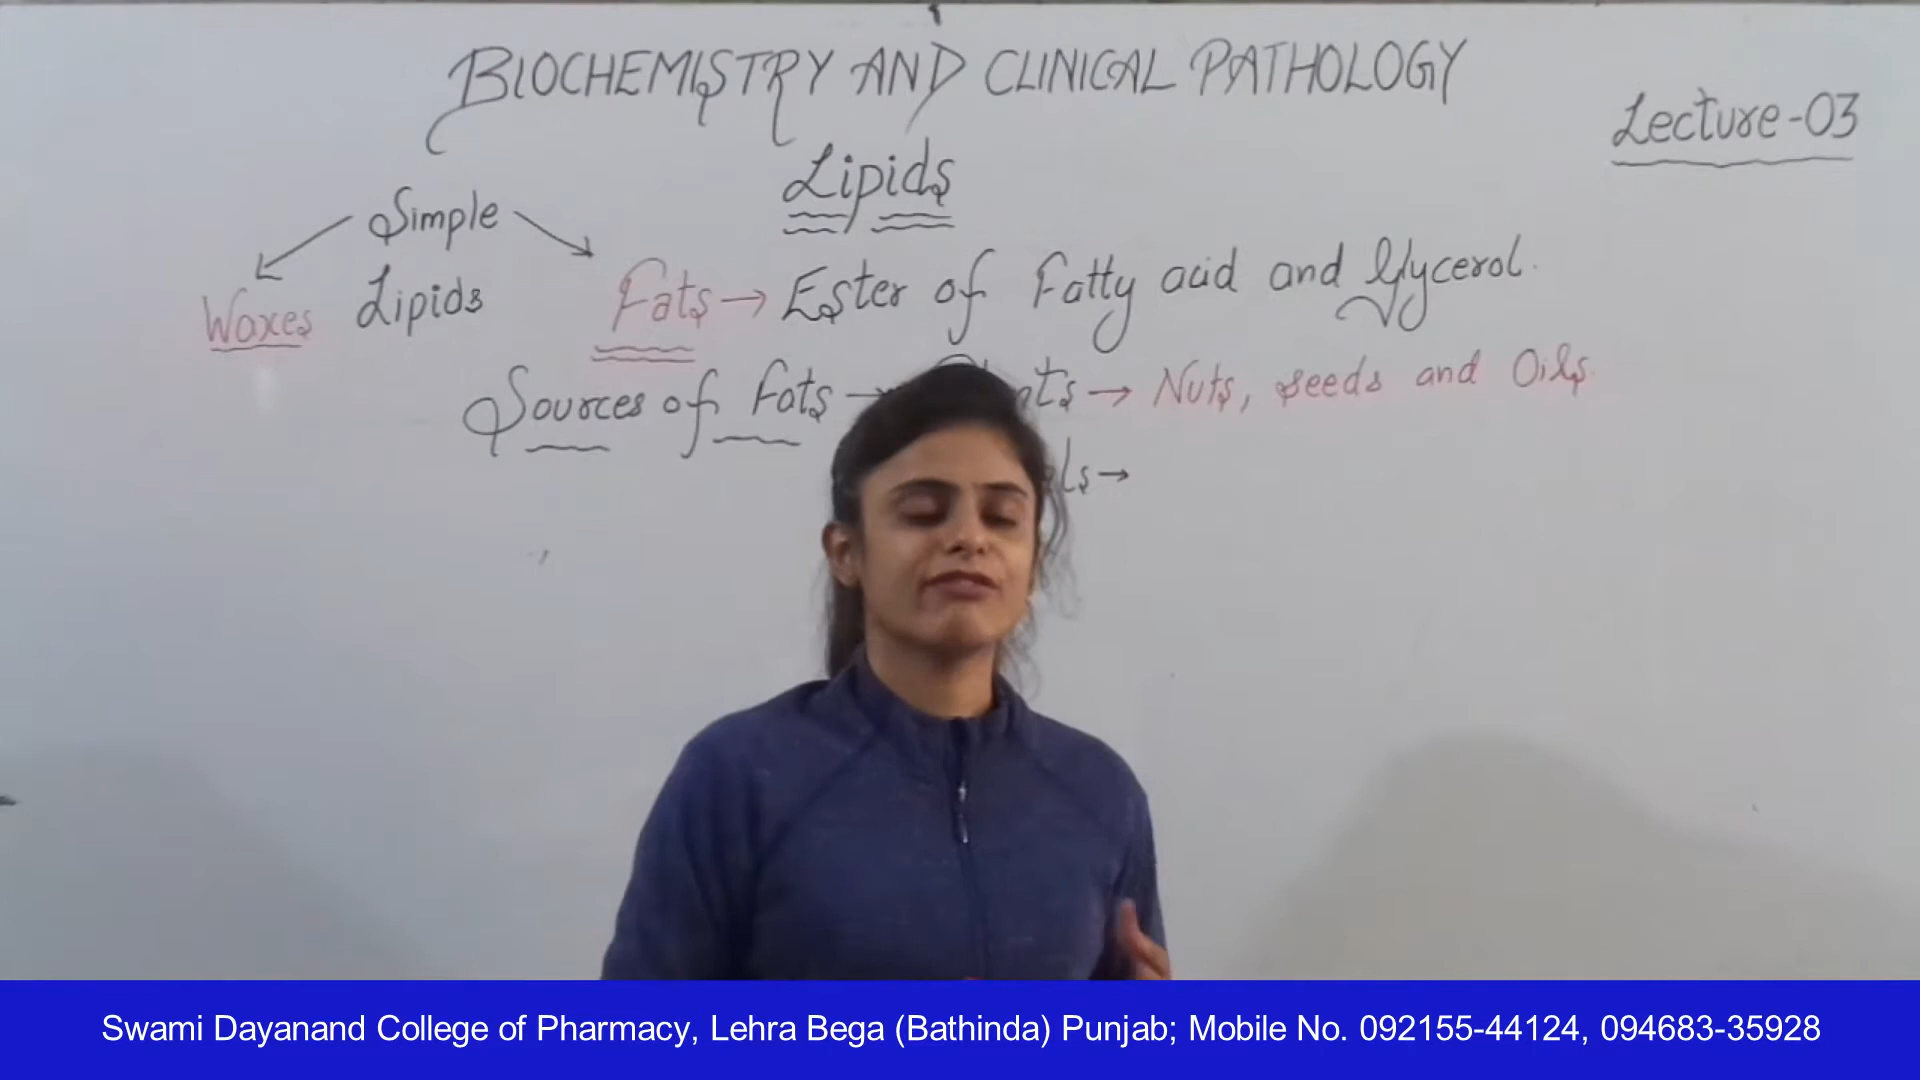 BIOCHEMISTRY AND CLINICAL PATHOLOGY
Lecture-03
Lipids
Simple
Lipids
Waxes
Fats → Ester of Fatty acid and Glycerol.
Sources of Fats → → Nuts, seeds and Oils
→
Swami Dayanand College of Pharmacy, Lehra Bega (Bathinda) Punjab; Mobile No. 092155-44124, 094683-35928